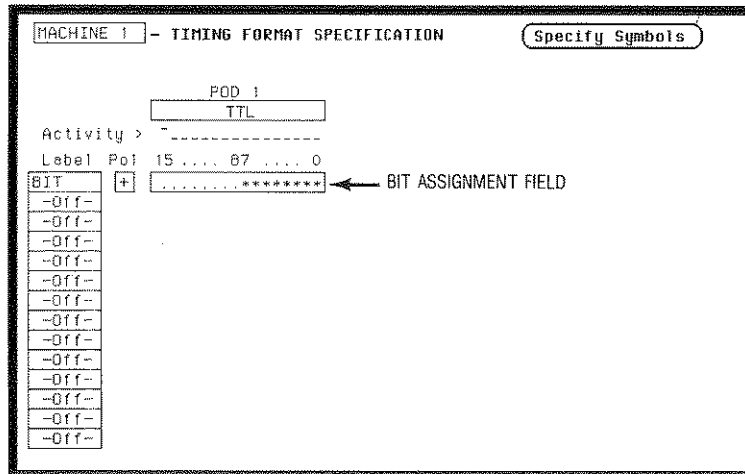 MACHINE 1 - TIMING FORMAT SPECIFICATION Specify Symbols
POD 1
TTL
Activity > ‾_______________
Label Pol 15 .... 87 .... 0
BIT + ........******** BIT ASSIGNMENT FIELD
-Off-
-Off-
-Off-
-Off-
-Off-
-Off-
-Off-
-Off-
-Off-
-Off-
-Off-
-Off-
-Off-